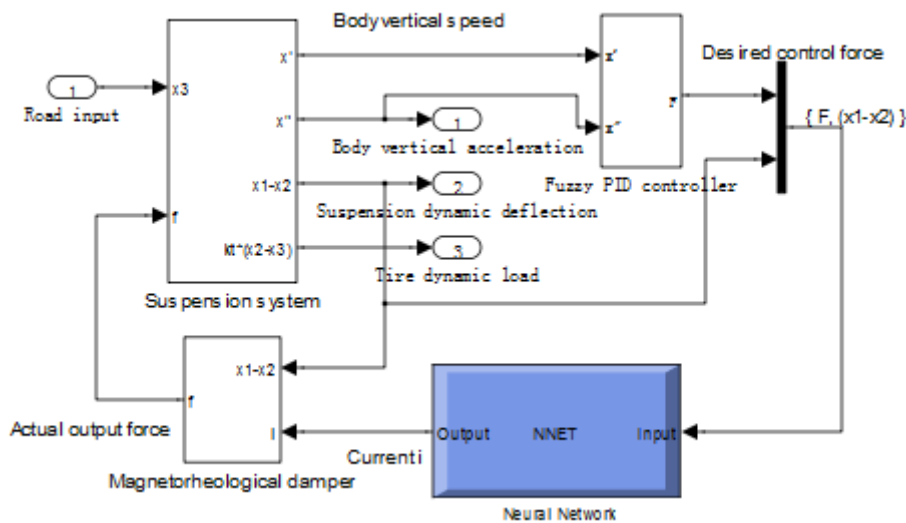 Body vertical speed
Desired control force
x'
x'
1
x3
F
Road input
{ F, (x1-x2) }
x''
1
x''
Body vertical acceleration
x1-x2
2
Fuzzy PID controller
Suspension dynamic deflection
f
kt*(x2-x3)
3
Tire dynamic load
Suspension system
x1-x2
f
Actual output force
I
Output
NNET
Input
Current i
Magnetorheological damper
Neural Network